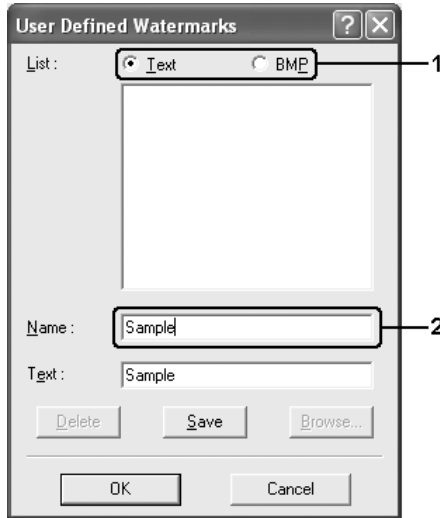 User Defined Watermarks
List : Text BMP 1
Name : Sample 2
Text : Sample
Delete Save Browse...
OK Cancel